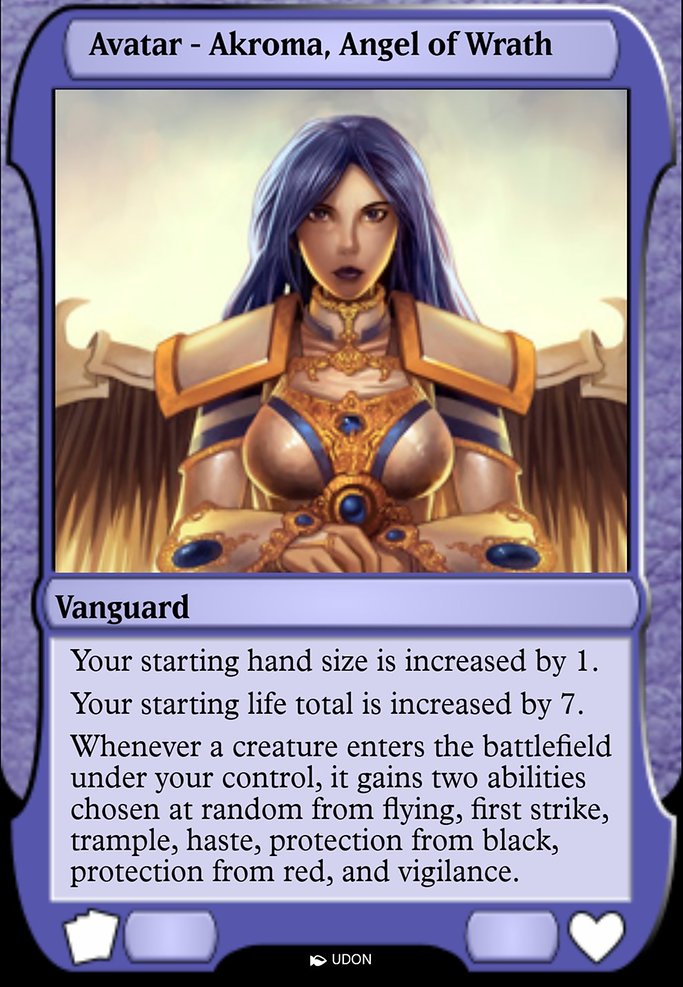 Avatar - Akroma, Angel of Wrath
Vanguard
Your starting hand size is increased by 1.
Your starting life total is increased by 7.
Whenever a creature enters the battlefield
under your control, it gains two abilities
chosen at random from flying, first strike,
trample, haste, protection from black,
protection from red, and vigilance.
UDON